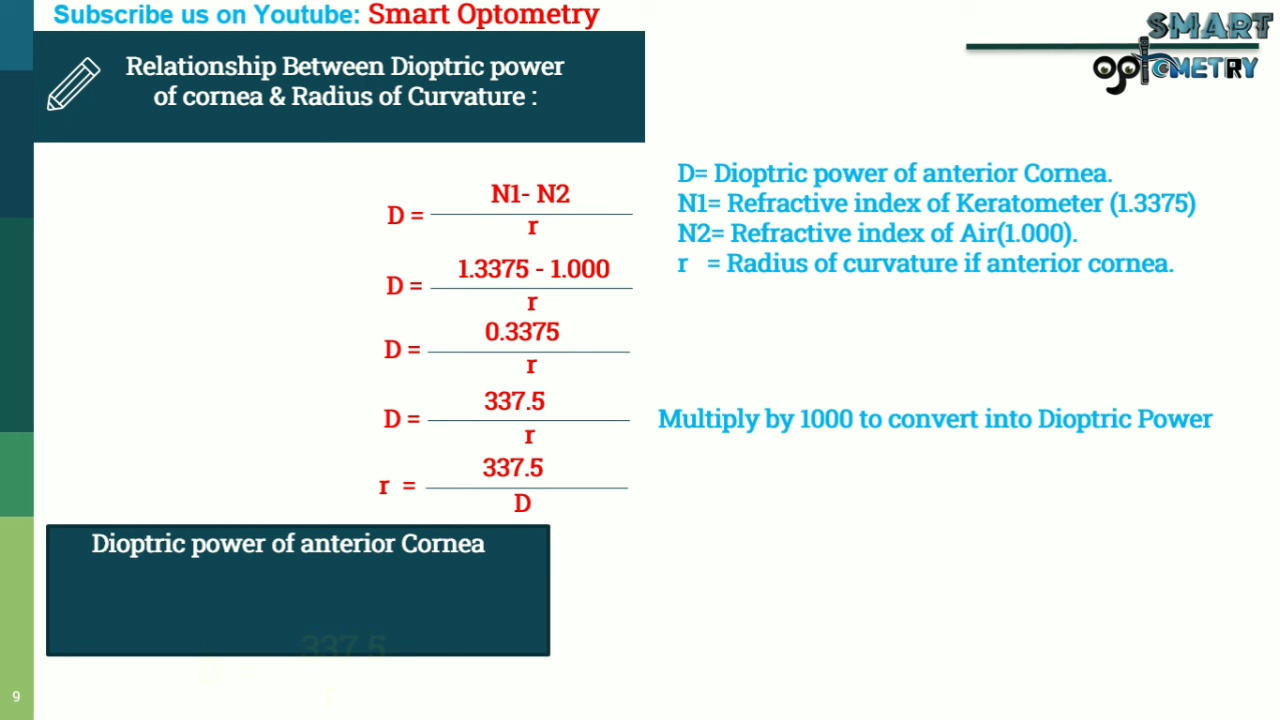 Subscribe us on Youtube: Smart Optometry
SMART
OPTOMETRY
Relationship Between Dioptric power
of cornea & Radius of Curvature :
D= Dioptric power of anterior Cornea.
N1= Refractive index of Keratometer (1.3375)
N2= Refractive index of Air(1.000).
r = Radius of curvature if anterior cornea.
N1- N2
D =
r
1.3375 - 1.000
D =
r
0.3375
D =
r
337.5
D =
r
Multiply by 1000 to convert into Dioptric Power
337.5
r =
D
Dioptric power of anterior Cornea
337.5
9